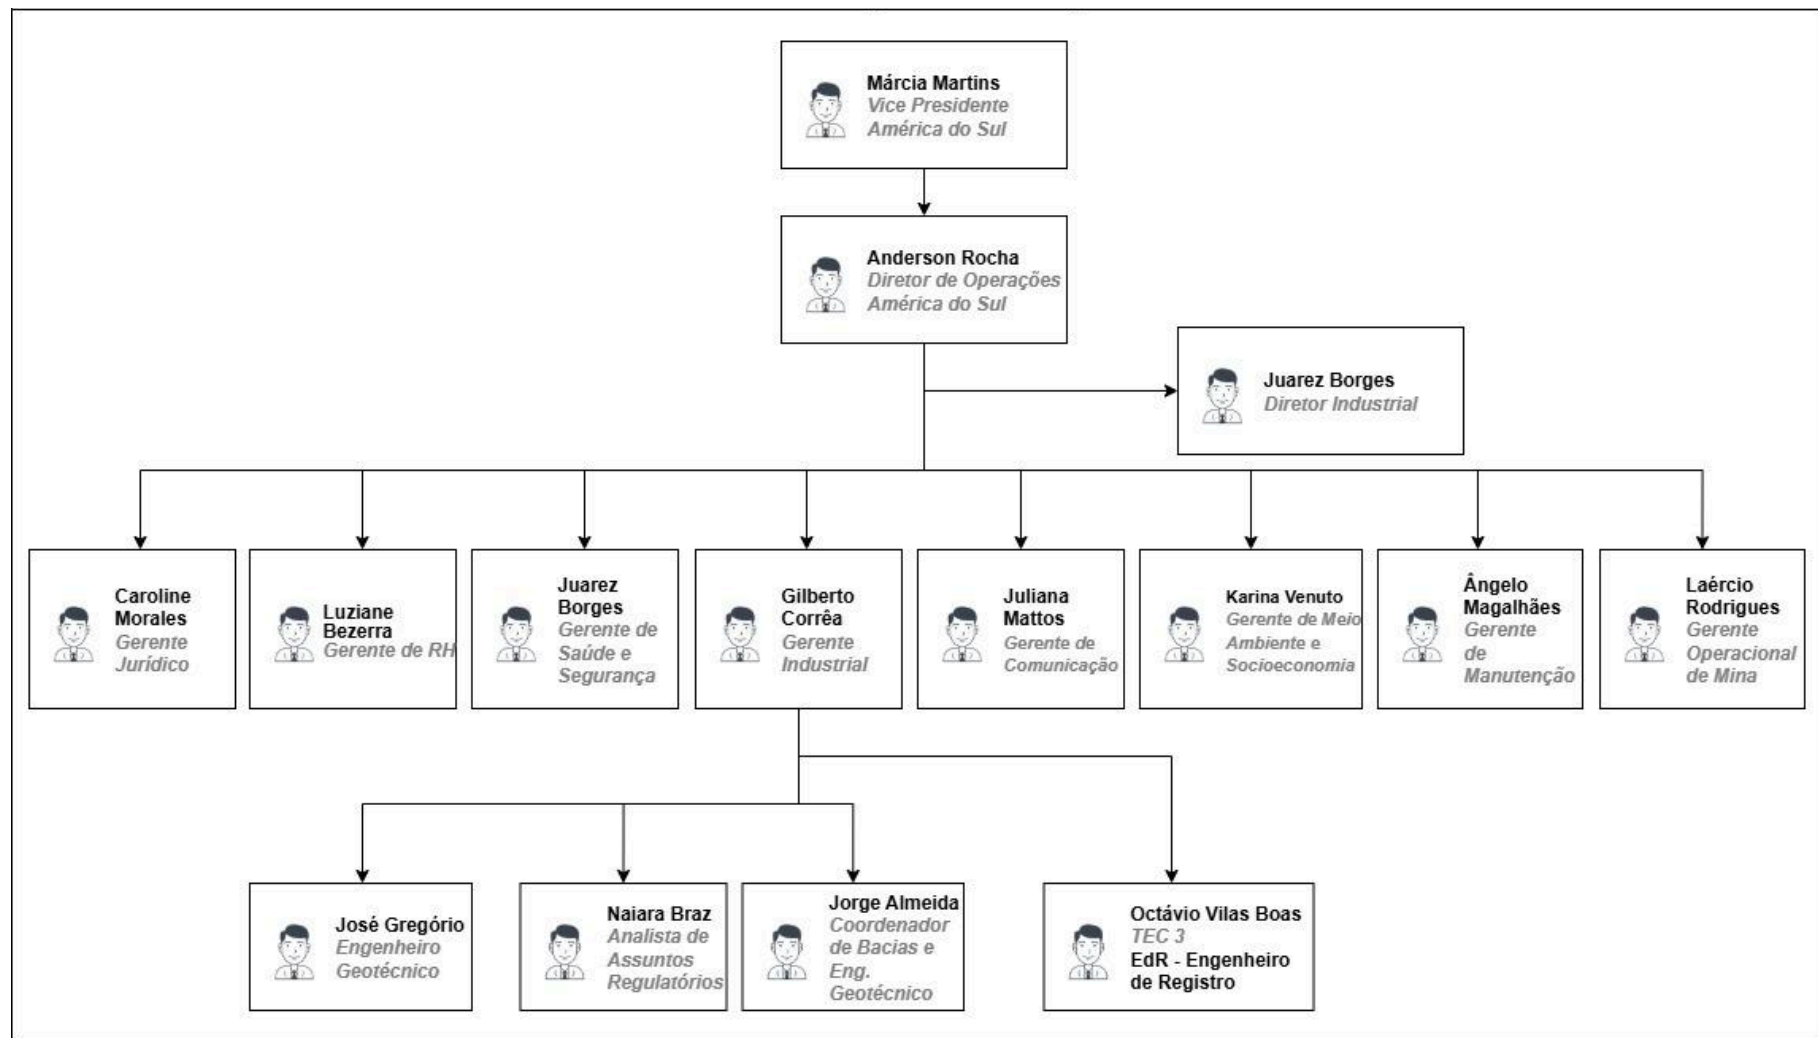 Márcia Martins
Vice Presidente
América do Sul
Anderson Rocha
Diretor de Operações
América do Sul
Juarez Borges
Diretor Industrial
Caroline
Morales
Gerente
Jurídico
Luziane
Bezerra
Gerente de RH
Juarez
Borges
Gerente de
Saúde e
Segurança
Gilberto
Corrêa
Gerente
Industrial
Juliana
Mattos
Gerente de
Comunicação
Karina Venuto
Gerente de Meio
Ambiente e
Socioeconomia
Ângelo
Magalhães
Gerente
de
Manutenção
Laércio
Rodrigues
Gerente
Operacional
de Mina
José Gregório
Engenheiro
Geotécnico
Naiara Braz
Analista de
Assuntos
Regulatórios
Jorge Almeida
Coordenador
de Bacias e
Eng.
Geotécnico
Octávio Vilas Boas
TEC 3
EdR - Engenheiro
de Registro